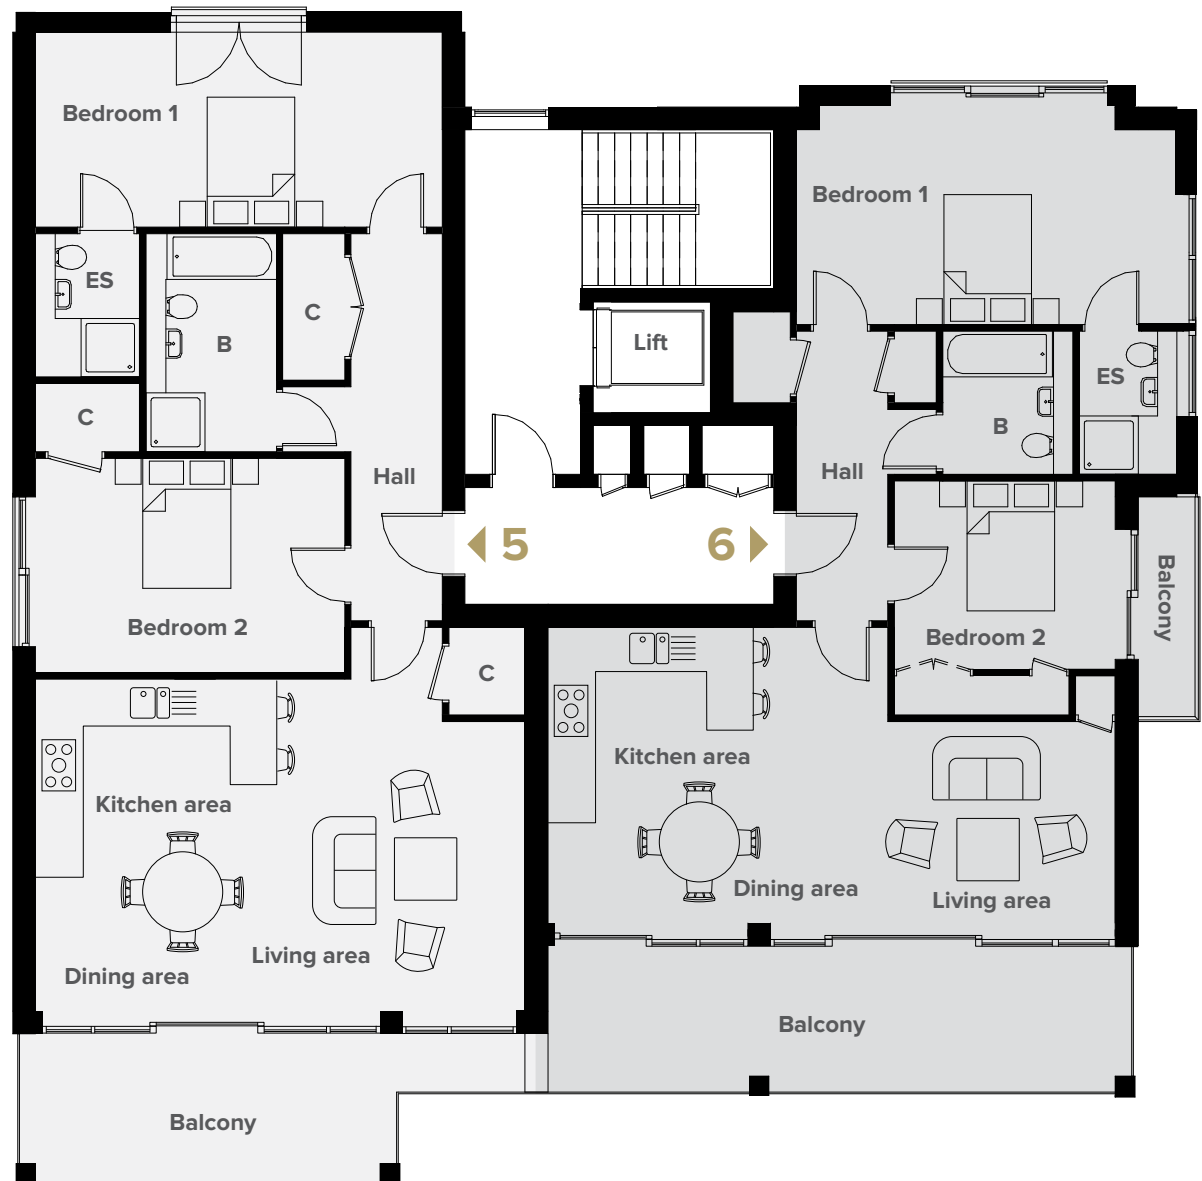 Bedroom 1
Bedroom 1
ES
C
B
Lift
ES
C
B
Hall
Hall
5
6
Balcony
Bedroom 2
Bedroom 2
C
Kitchen area
Kitchen area
Dining area
Living area
Living area
Dining area
Balcony
Balcony